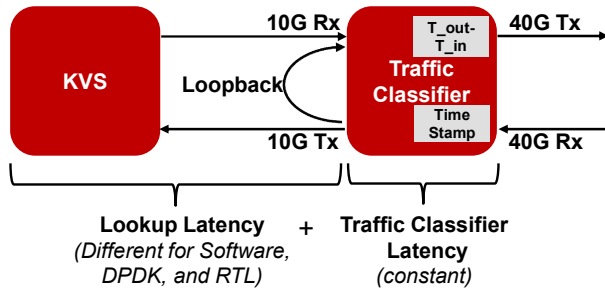 10G Rx
T_out-
T_in
40G Tx
KVS
Loopback
Traffic
Classifier
Time
Stamp
10G Tx
40G Rx
Lookup Latency
(Different for Software,
DPDK, and RTL)
+
Traffic Classifier
Latency
(constant)